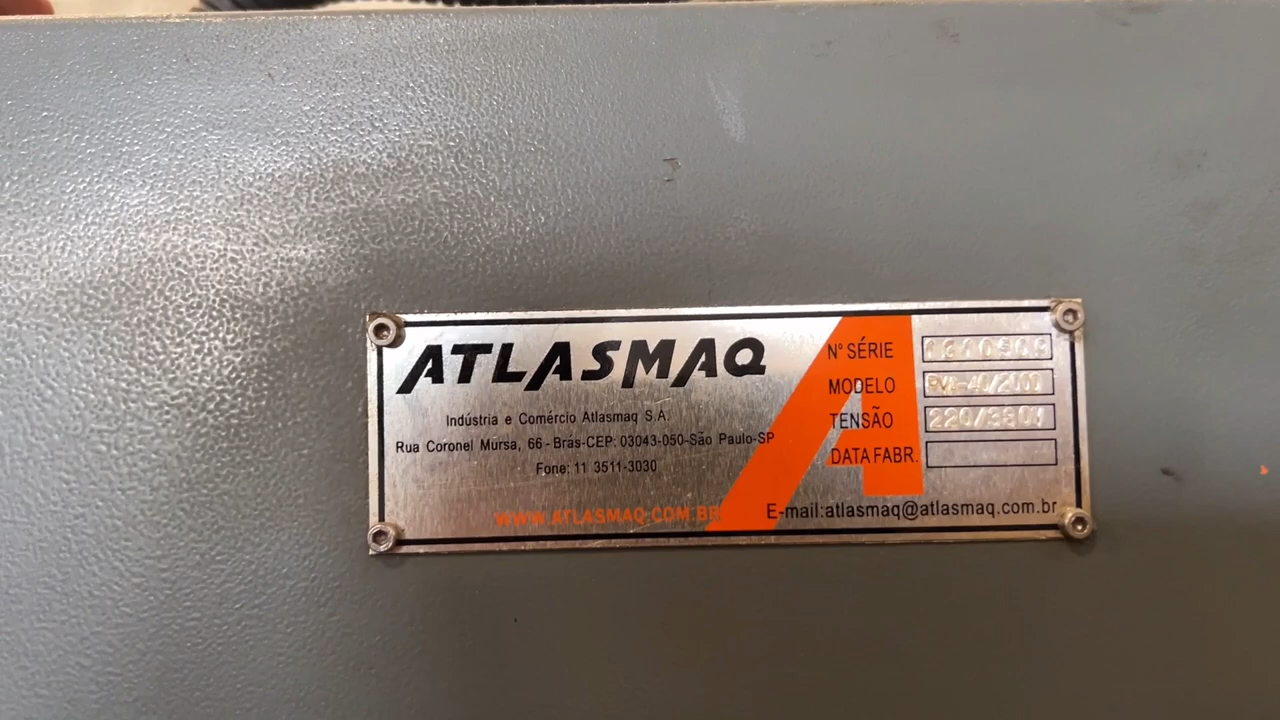 ATLASMAQ
Indústria e Comércio Atlasmaq S.A.
Rua Coronel Mursa, 66 - Brás-CEP: 03043-050-São Paulo-SP
Fone: 11 3511-3030
WWW.ATLASMAQ.COM.BR
Nº SÉRIE
MODELO
TENSÃO 220/380V
DATA FABR.
E-mail:atlasmaq@atlasmaq.com.br